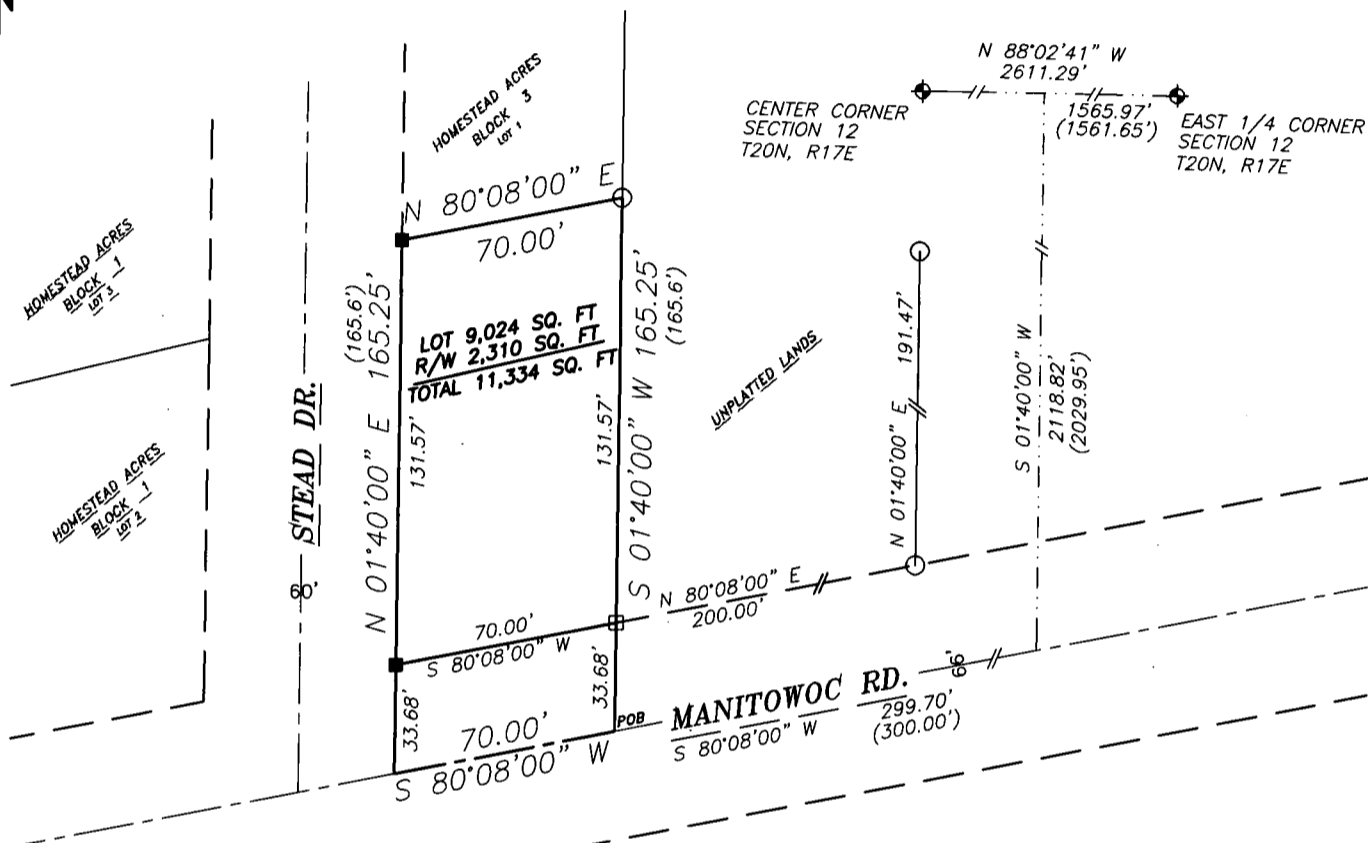 N 88°02'41" W
2611.29'
CENTER CORNER
SECTION 12
T20N, R17E
1565.97'
(1561.65')
EAST 1/4 CORNER
SECTION 12
T20N, R17E
HOMESTEAD ACRES
BLOCK 3
LOT 1
N 80°08'00" E
70.00'
HOMESTEAD ACRES
BLOCK 1
LOT 3
(165.6')
N 01°40'00" E 165.25'
LOT 9,024 SQ. FT
R/W 2,310 SQ. FT
TOTAL 11,334 SQ. FT
S 01°40'00" W 165.25'
(165.6')
131.57'
131.57'
UNPLATTED LANDS
N 01°40'00" E 191.47'
S 01°40'00" W
2118.82'
(2029.95')
HOMESTEAD ACRES
BLOCK 1
LOT 2
STEAD DR.
60'
70.00'
S 80°08'00" W
N 80°08'00" E
200.00'
33.68'
33.68'
70.00'
S 80°08'00" W
POB
MANITOWOC RD.
S 80°08'00" W
299.70'
(300.00')
66'